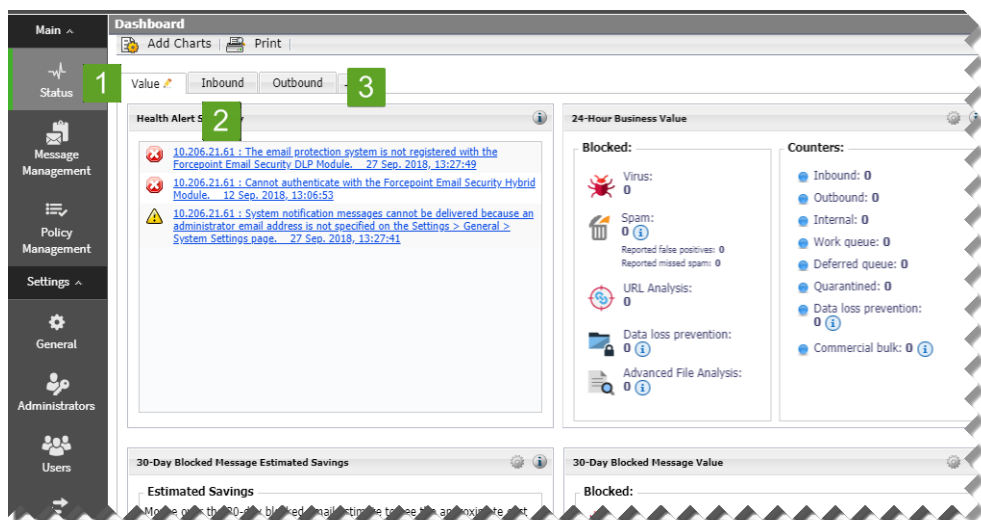 Main
Dashboard
Add Charts | Print |
1
Status
Value
Inbound
Outbound
3
2
Health Alert
24-Hour Business Value
10.206.21.61 : The email protection system is not registered with the
Forcepoint Email Security DLP Module. 27 Sep. 2018, 13:27:49
10.206.21.61 : Cannot authenticate with the Forcepoint Email Security Hybrid
Module. 12 Sep. 2018, 13:06:53
10.206.21.61 : System notification messages cannot be delivered because an
administrator email address is not specified on the Settings > General >
System Settings page. 27 Sep. 2018, 13:27:41
Blocked:
Virus:
0
Spam:
0
Reported false positives: 0
Reported missed spam: 0
URL Analysis:
0
Data loss prevention:
0
Advanced File Analysis:
0
Counters:
Inbound: 0
Outbound: 0
Internal: 0
Work queue: 0
Deferred queue: 0
Quarantined: 0
Data loss prevention:
0
Commercial bulk: 0
Message
Management
Policy
Management
Settings
General
Administrators
Users
30-Day Blocked Message Estimated Savings
Estimated Savings
30-Day Blocked Message Value
Blocked: